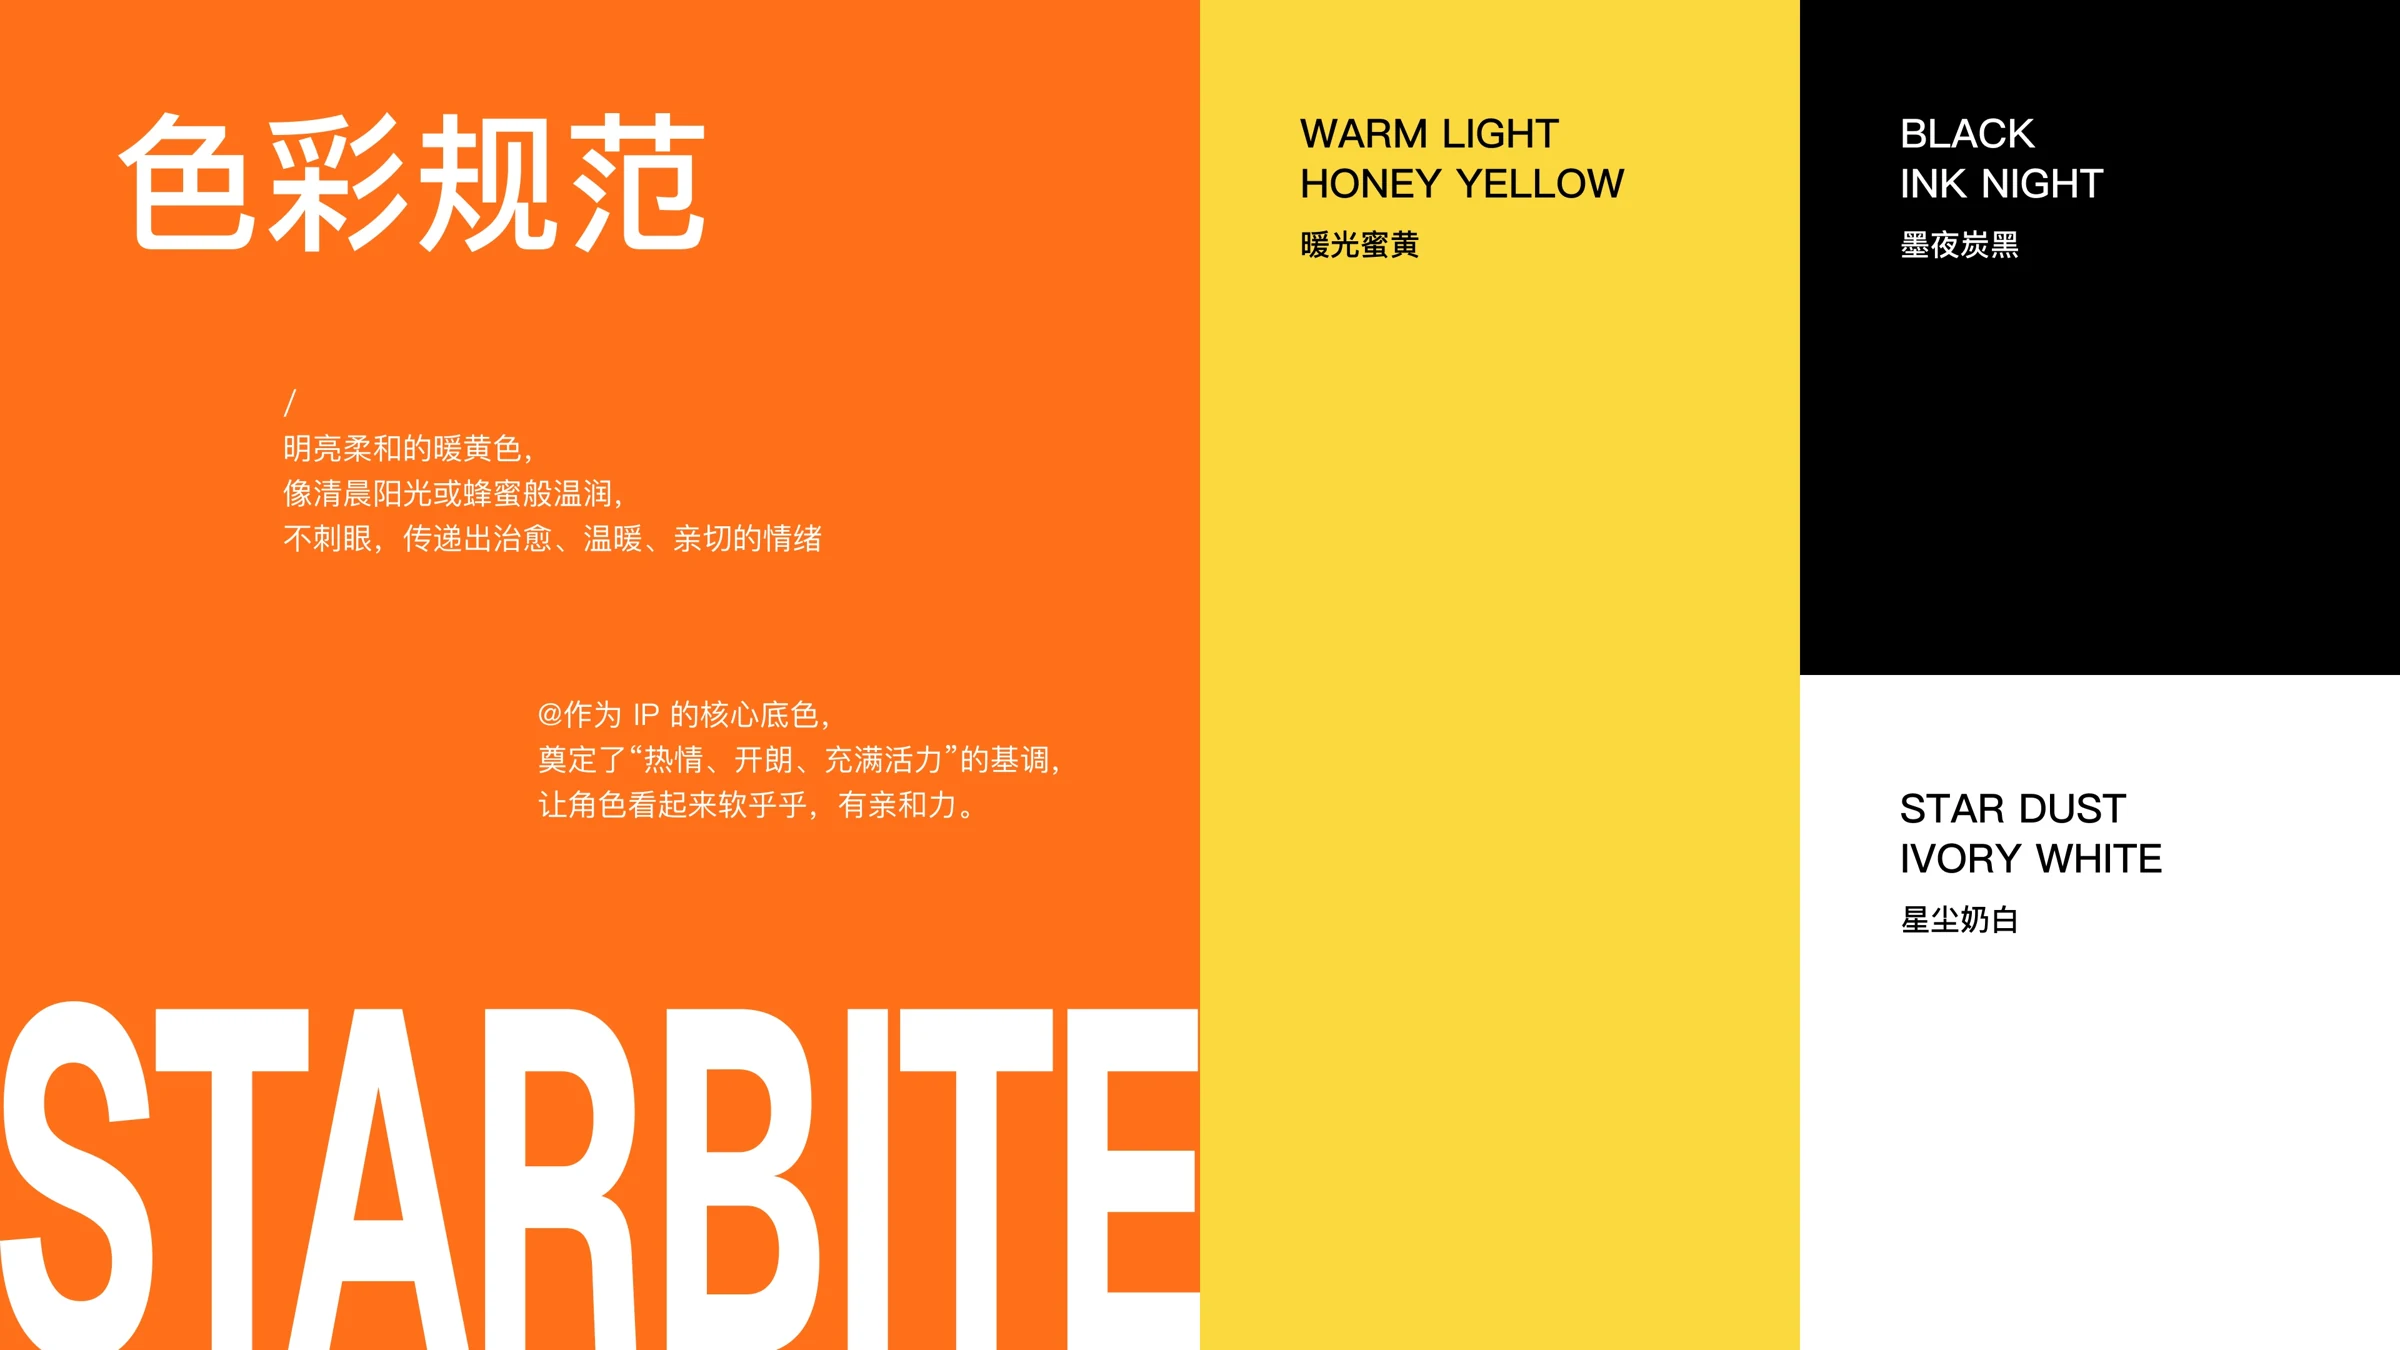 色彩规范
/
明亮柔和的暖黄色，
像清晨阳光或蜂蜜般温润，
不刺眼，传递出治愈、温暖、亲切的情绪
@作为 IP 的核心底色，
奠定了“热情、开朗、充满活力”的基调，
让角色看起来软乎乎，有亲和力。
STARBITE
WARM LIGHT
HONEY YELLOW
暖光蜜黄
BLACK
INK NIGHT
墨夜炭黑
STAR DUST
IVORY WHITE
星尘奶白